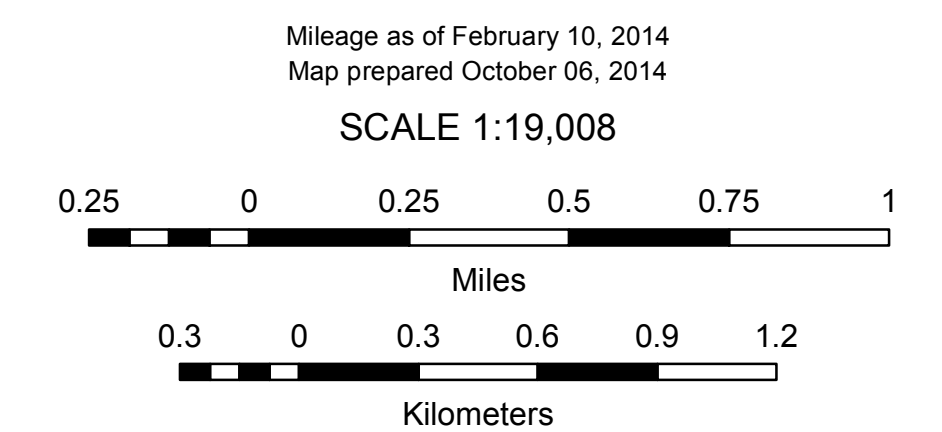 Mileage as of February 10, 2014
Map prepared October 06, 2014
SCALE 1:19,008
0.25 0 0.25 0.5 0.75 1
Miles
0.3 0 0.3 0.6 0.9 1.2
Kilometers